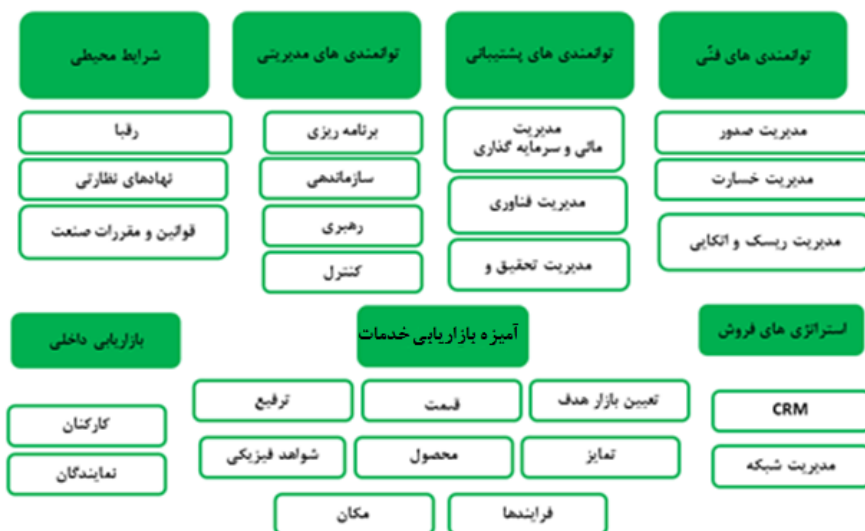 توانمندی های فنّی
توانمندی های پشتیبانی
توانمندی های مدیریتی
شرایط محیطی
مدیریت صدور
مدیریت خسارت
مدیریت ریسک و اتکایی
مدیریت
مالی و سرمایه گذاری
مدیریت فناوری
مدیریت تحقیق و
برنامه ریزی
سازماندهی
رهبری
کنترل
رقبا
نهادهای نظارتی
قوانین و مقررات صنعت
استراتژی های فروش
آمیزه بازاریابی خدمات
بازاریابی داخلی
CRM
مدیریت شبکه
تعیین بازار هدف
قیمت
ترفیع
تمایز
محصول
شواهد فیزیکی
فرایندها
مکان
کارکنان
نمایندگان